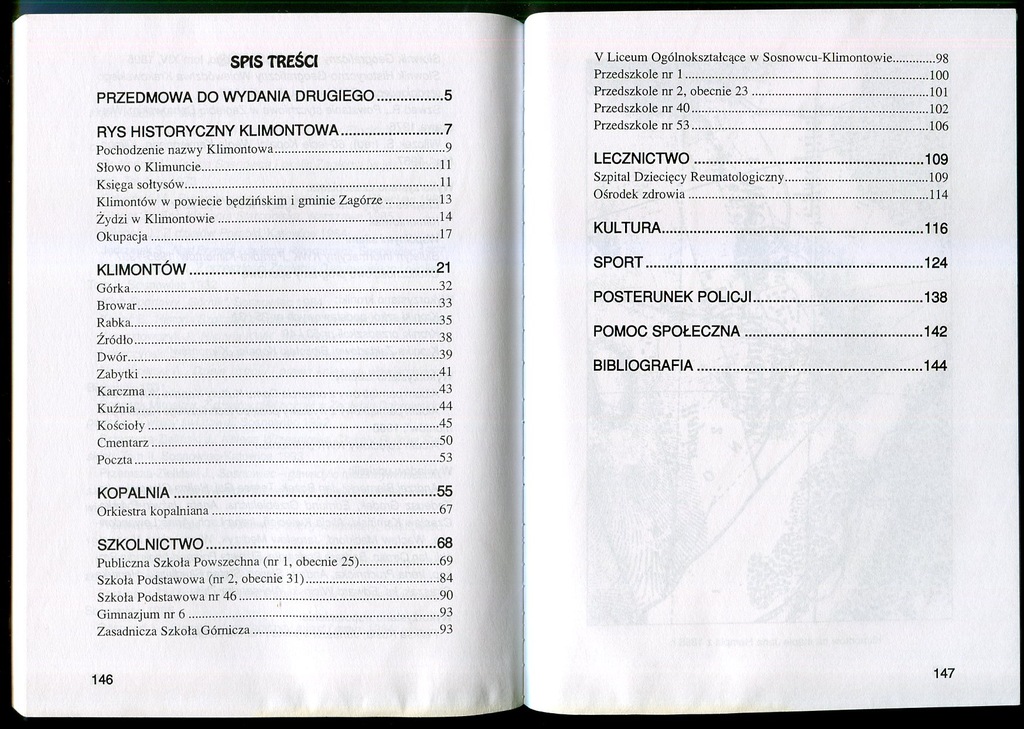 SPIS TREŚCI
PRZEDMOWA DO WYDANIA DRUGIEGO..............5
RYS HISTORYCZNY KLIMONTOWA......................7
Pochodzenie nazwy Klimontowa......................9
Słowo o Klimuncie......................11
Księga sołtysów......................11
Klimontów w powiecie będzińskim i gminie Zagórze ................13
Żydzi w Klimontowie ......................14
Okupacja ......................17
KLIMONTÓW ......................21
Górka......................32
Browar......................33
Rabka......................35
Źródło......................38
Dwór......................39
Zabytki ......................41
Karczma ......................43
Kuźnia ......................44
Kościoły ......................45
Cmentarz ......................50
Poczta ......................53
KOPALNIA ......................55
Orkiestra kopalniana ......................67
SZKOLNICTWO ......................68
Publiczna Szkoła Powszechna (nr 1, obecnie 25)......................69
Szkoła Podstawowa (nr 2, obecnie 31)......................84
Szkoła Podstawowa nr 46 ......................90
Gimnazjum nr 6 ......................93
Zasadnicza Szkoła Górnicza ......................93
146
V Liceum Ogólnokształcące w Sosnowcu-Klimontowie.............98
Przedszkole nr 1 ......................100
Przedszkole nr 2, obecnie 23 ......................101
Przedszkole nr 40 ......................102
Przedszkole nr 53 ......................106
LECZNICTWO ......................109
Szpital Dziecięcy Reumatologiczny......................109
Ośrodek zdrowia ......................114
KULTURA......................116
SPORT ......................124
POSTERUNEK POLICJI......................138
POMOC SPOŁECZNA ......................142
BIBLIOGRAFIA ......................144
147